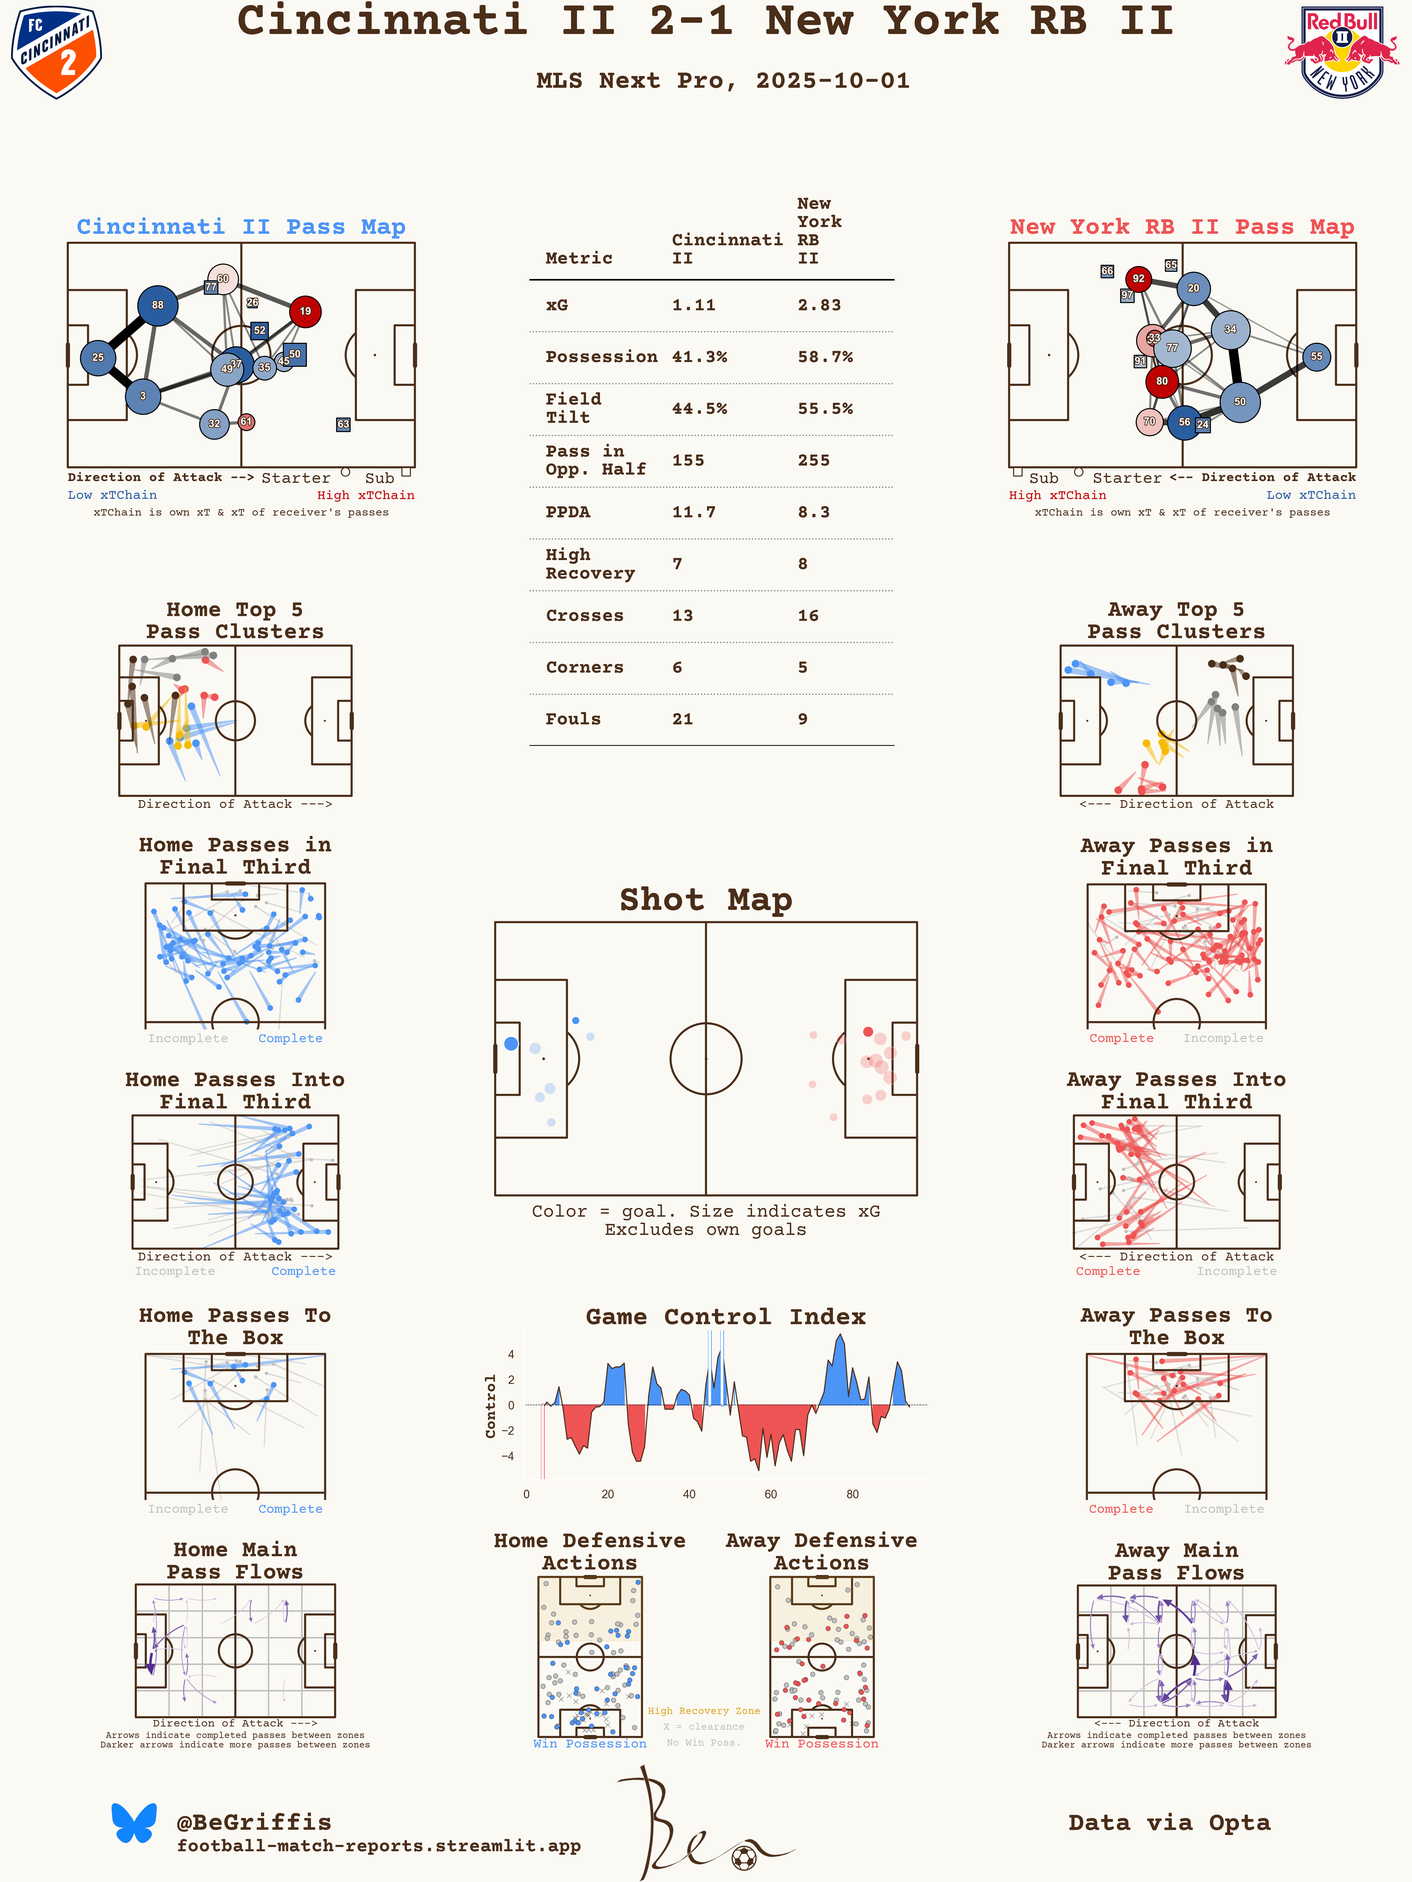 Cincinnati II 2-1 New York RB II
MLS Next Pro, 2025-10-01
FC
CINCINNATI
2
Red Bull
II
NEW YORK
Cincinnati II Pass Map
60
77
88
26
19
52
25
37
50
49
35
45
3
32
61
63
Direction of Attack --> Starter Sub
Low xTChain High xTChain
xTChain is own xT & xT of receiver's passes
Metric Cincinnati II New York RB II
xG 1.11 2.83
Possession 41.3% 58.7%
Field Tilt 44.5% 55.5%
Pass in Opp. Half 155 255
PPDA 11.7 8.3
High Recovery 7 8
Crosses 13 16
Corners 6 5
Fouls 21 9
New York RB II Pass Map
66
65
92
97
20
33
34
77
91
55
80
50
70
56
24
Sub Starter <-- Direction of Attack
High xTChain Low xTChain
xTChain is own xT & xT of receiver's passes
Home Top 5
Pass Clusters
Direction of Attack --->
Away Top 5
Pass Clusters
<--- Direction of Attack
Home Passes in
Final Third
Incomplete Complete
Away Passes in
Final Third
Complete Incomplete
Shot Map
Color = goal. Size indicates xG
Excludes own goals
Home Passes Into
Final Third
Direction of Attack --->
Incomplete Complete
Away Passes Into
Final Third
<--- Direction of Attack
Complete Incomplete
Home Passes To
The Box
Incomplete Complete
Game Control Index
Control
4
2
0
−2
−4
0 20 40 60 80
Away Passes To
The Box
Complete Incomplete
Home Main
Pass Flows
Direction of Attack --->
Arrows indicate completed passes between zones
Darker arrows indicate more passes between zones
Home Defensive
Actions
Win Possession
High Recovery Zone
X = clearance
No Win Poss.
Away Defensive
Actions
Win Possession
Away Main
Pass Flows
<--- Direction of Attack
Arrows indicate completed passes between zones
Darker arrows indicate more passes between zones
@BeGriffis
football-match-reports.streamlit.app
Ben
Data via Opta